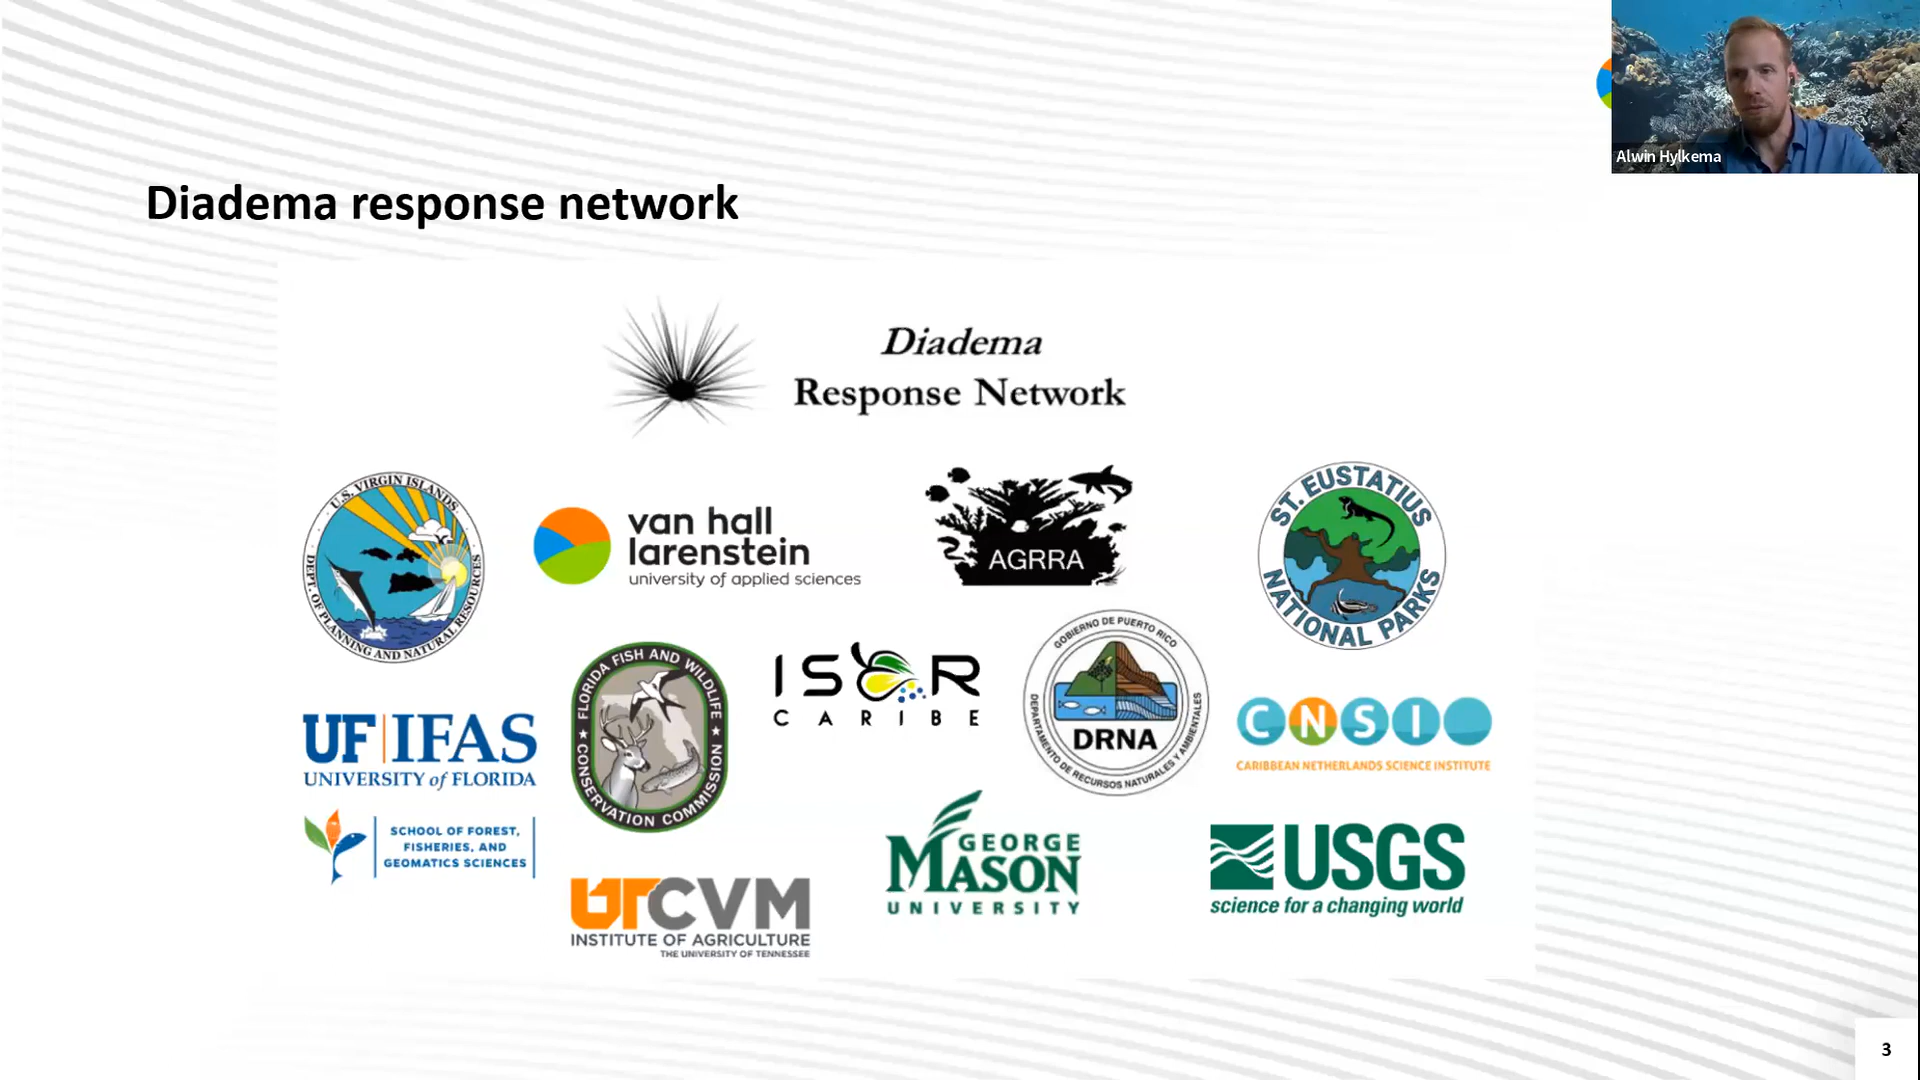 Alwin Hylkema
Diadema response network
Diadema
Response Network
U.S. VIRGIN ISLANDS
DEPT. OF PLANNING AND NATURAL RESOURCES
van hall
larenstein
university of applied sciences
AGRRA
ST. EUSTATIUS
NATIONAL PARKS
UF|IFAS
UNIVERSITY of FLORIDA
SCHOOL OF FOREST,
FISHERIES, AND
GEOMATICS SCIENCES
FLORIDA FISH AND WILDLIFE
CONSERVATION COMMISSION
ISER
CARIBE
GOBIERNO DE PUERTO RICO
DRNA
DEPARTAMENTO DE RECURSOS NATURALES Y AMBIENTALES
CNSI
CARIBBEAN NETHERLANDS SCIENCE INSTITUTE
UTCVM
INSTITUTE OF AGRICULTURE
THE UNIVERSITY OF TENNESSEE
GEORGE
MASON
UNIVERSITY
USGS
science for a changing world
3